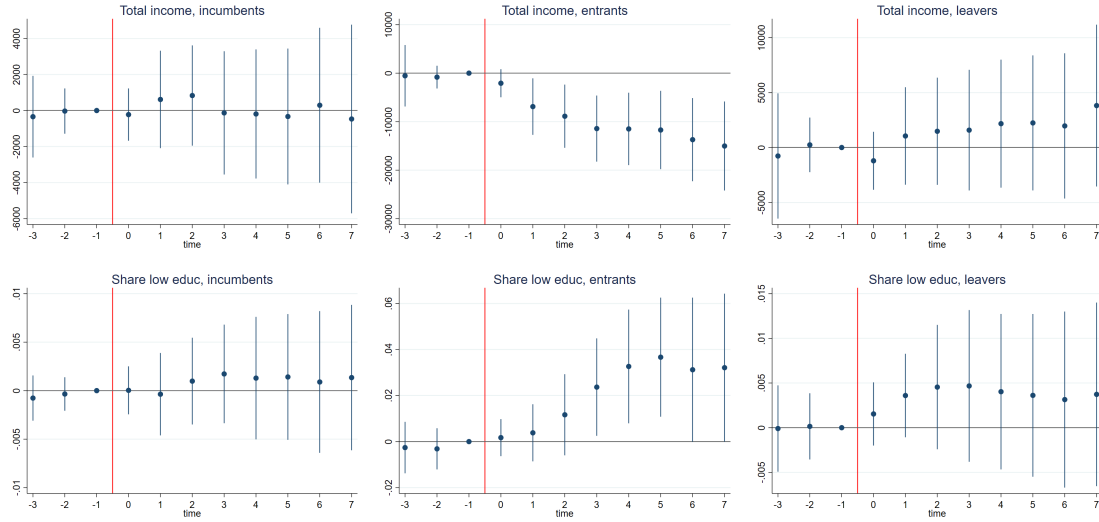 Total income, incumbents
4000
2000
0
-2000
-4000
-6000
-3 -2 -1 0 1 2 3 4 5 6 7
time
Total income, entrants
10000
0
-10000
-20000
-30000
-3 -2 -1 0 1 2 3 4 5 6 7
time
Total income, leavers
10000
5000
0
-5000
-3 -2 -1 0 1 2 3 4 5 6 7
time
Share low educ, incumbents
.01
.005
0
-.005
-.01
-3 -2 -1 0 1 2 3 4 5 6 7
time
Share low educ, entrants
.06
.04
.02
0
-.02
-3 -2 -1 0 1 2 3 4 5 6 7
time
Share low educ, leavers
.015
.01
.005
0
-.005
-3 -2 -1 0 1 2 3 4 5 6 7
time